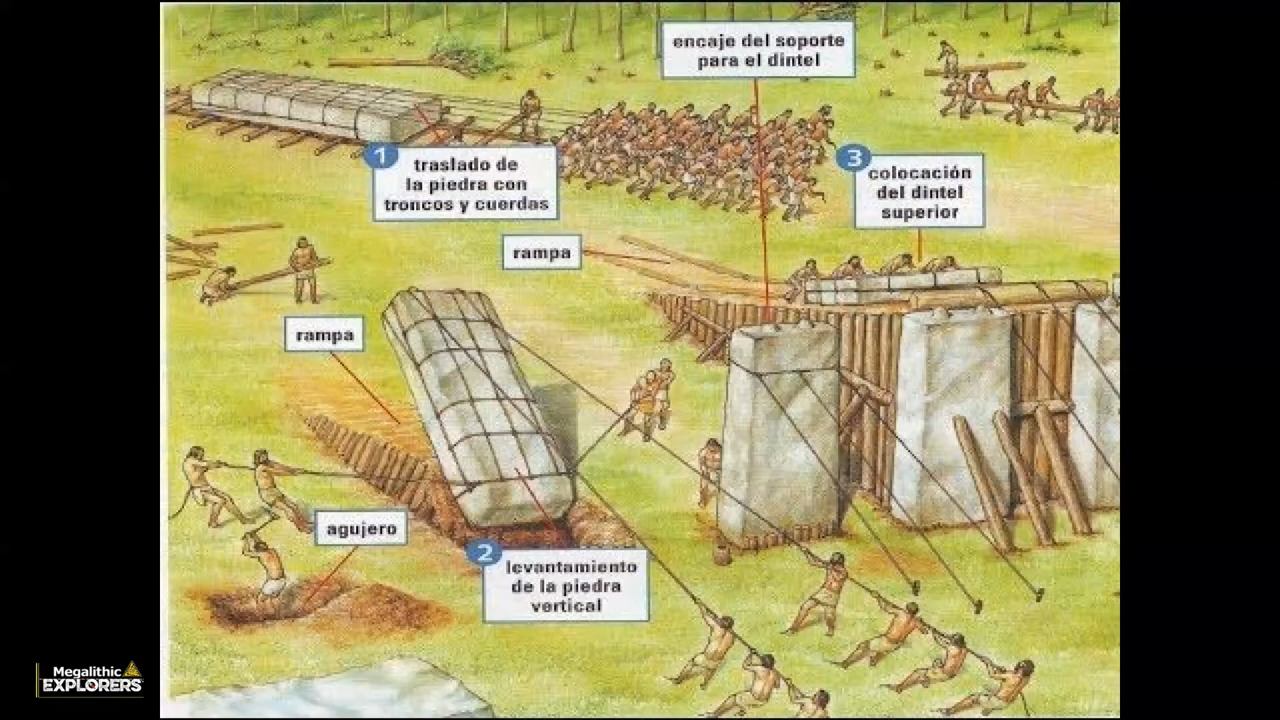 encaje del soporte
para el dintel
1
traslado de
la piedra con
troncos y cuerdas
3
colocación
del dintel
superior
rampa
rampa
agujero
2
levantamiento
de la piedra
vertical
Megalithic
EXPLORERS